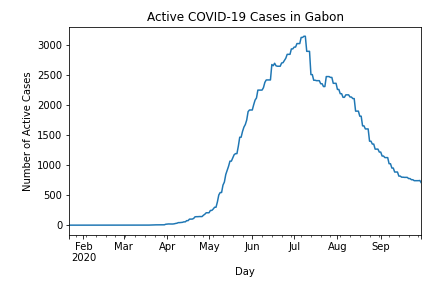 Active COVID-19 Cases in Gabon
Number of Active Cases
3000
2500
2000
1500
1000
500
0
Feb Mar Apr May Jun Jul Aug Sep
2020
Day